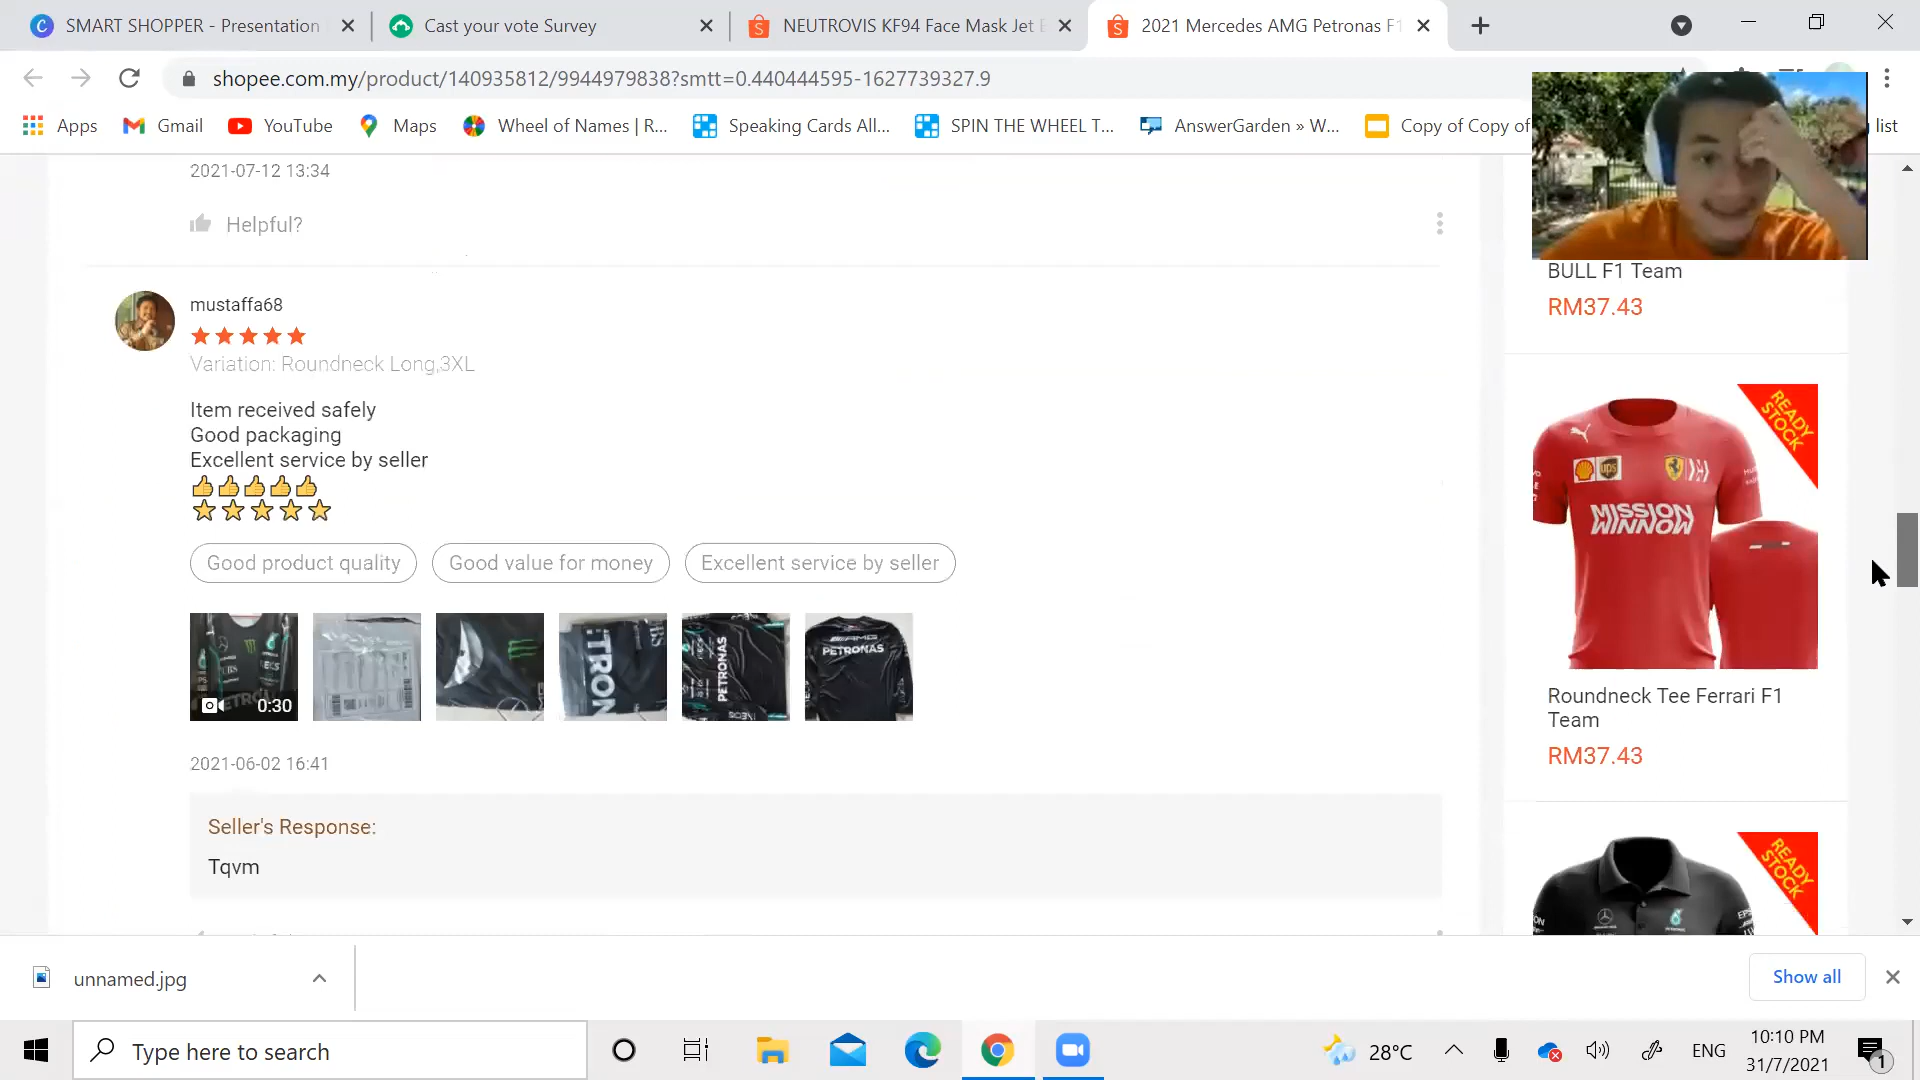 SMART SHOPPER - Presentation
Cast your vote Survey
NEUTROVIS KF94 Face Mask Jet
2021 Mercedes AMG Petronas F1
shopee.com.my/product/140935812/9944979838?smtt=0.440444595-1627739327.9
Apps
Gmail
YouTube
Maps
Wheel of Names | R...
Speaking Cards All...
SPIN THE WHEEL T...
AnswerGarden » W...
Copy of Copy of
list
2021-07-12 13:34
Helpful?
mustaffa68
Variation: Roundneck Long,3XL
Item received safely
Good packaging
Excellent service by seller
Good product quality
Good value for money
Excellent service by seller
0:30
PETRONAS
AMG
PETRONAS
2021-06-02 16:41
Seller's Response:
Tqvm
BULL F1 Team
RM37.43
READY
STOCK
ups
MISSION
WINNOW
Roundneck Tee Ferrari F1
Team
RM37.43
READY
STOCK
unnamed.jpg
Show all
Type here to search
28°C
ENG
10:10 PM
31/7/2021
1